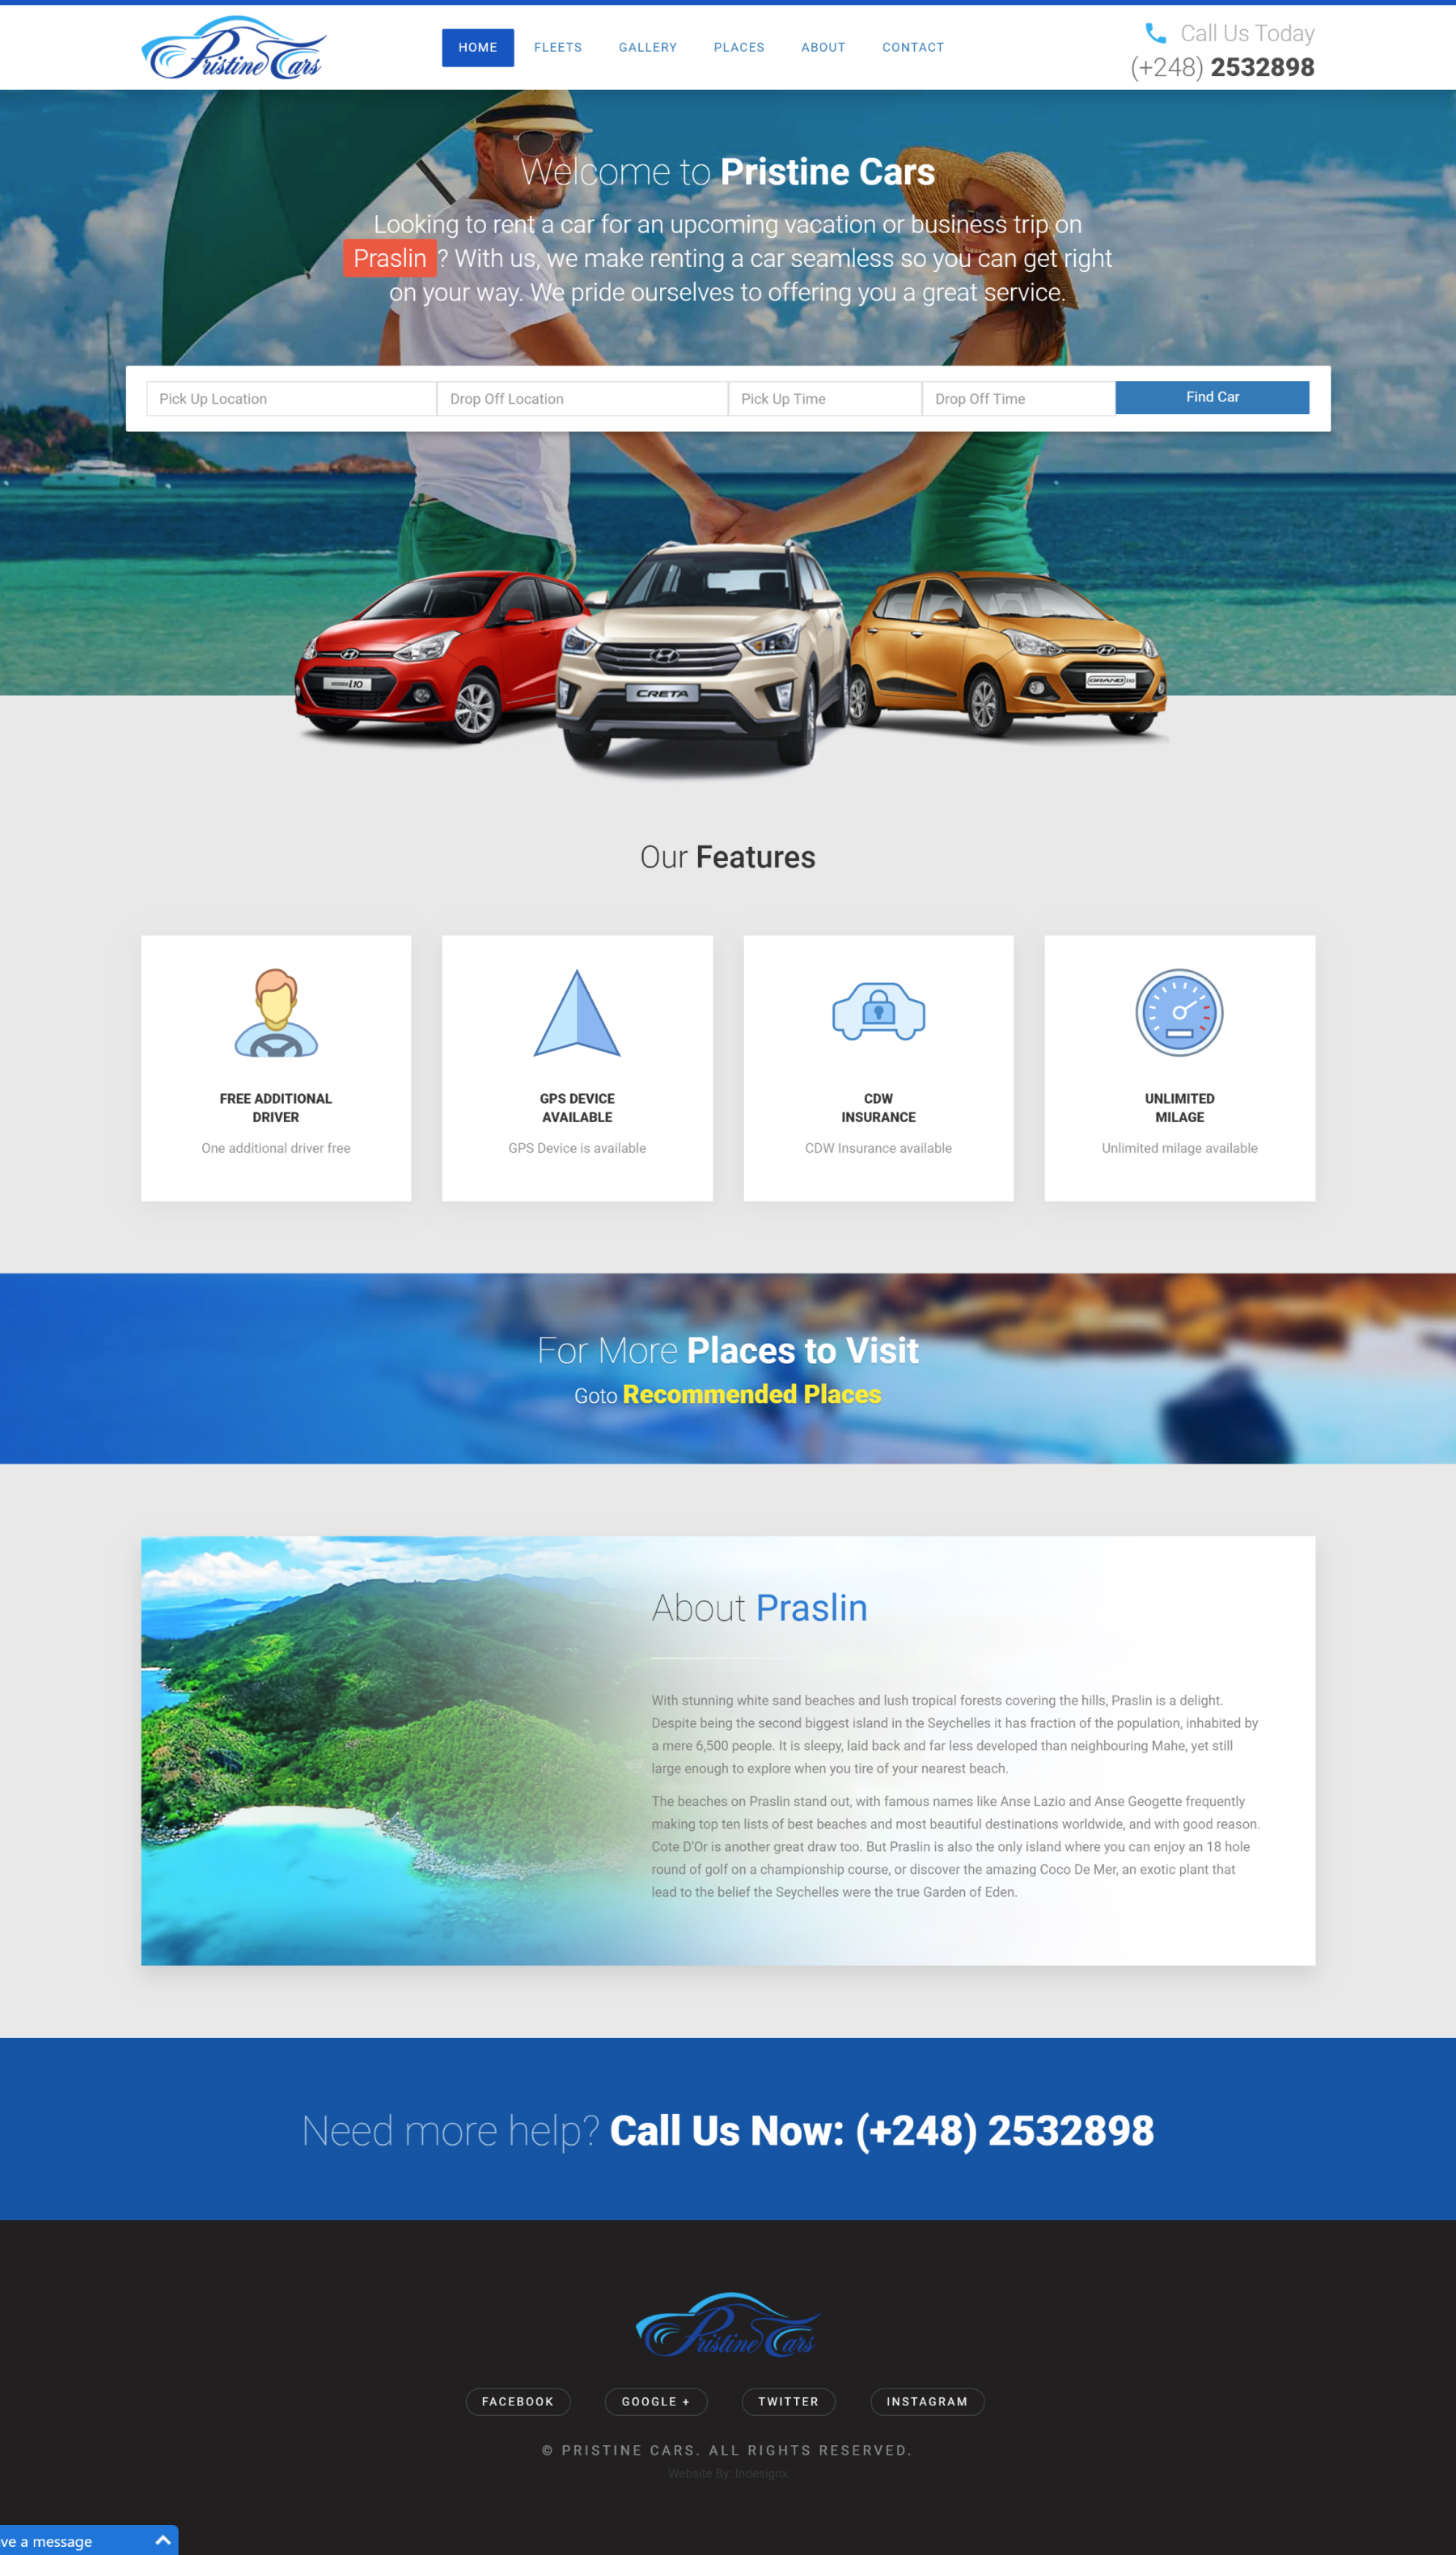 Pristine Cars
HOME
FLEETS
GALLERY
PLACES
ABOUT
CONTACT
Call Us Today
(+248) 2532898
Welcome to Pristine Cars
Looking to rent a car for an upcoming vacation or business trip on
Praslin ? With us, we make renting a car seamless so you can get right
on your way. We pride ourselves to offering you a great service.
Pick Up Location
Drop Off Location
Pick Up Time
Drop Off Time
Find Car
i10
CRETA
GRAND i10
Our Features
FREE ADDITIONAL
DRIVER
One additional driver free
GPS DEVICE
AVAILABLE
GPS Device is available
CDW
INSURANCE
CDW Insurance available
UNLIMITED
MILAGE
Unlimited milage available
For More Places to Visit
Goto Recommended Places
About Praslin
With stunning white sand beaches and lush tropical forests covering the hills, Praslin is a delight.
Despite being the second biggest island in the Seychelles it has fraction of the population, inhabited by
a mere 6,500 people. It is sleepy, laid back and far less developed than neighbouring Mahe, yet still
large enough to explore when you tire of your nearest beach.
The beaches on Praslin stand out, with famous names like Anse Lazio and Anse Geogette frequently
making top ten lists of best beaches and most beautiful destinations worldwide, and with good reason.
Cote D'Or is another great draw too. But Praslin is also the only island where you can enjoy an 18 hole
round of golf on a championship course, or discover the amazing Coco De Mer, an exotic plant that
lead to the belief the Seychelles were the true Garden of Eden.
Need more help? Call Us Now: (+248) 2532898
Pristine Cars
FACEBOOK
GOOGLE +
TWITTER
INSTAGRAM
© PRISTINE CARS. ALL RIGHTS RESERVED.
Website By: Indesignx
ve a message